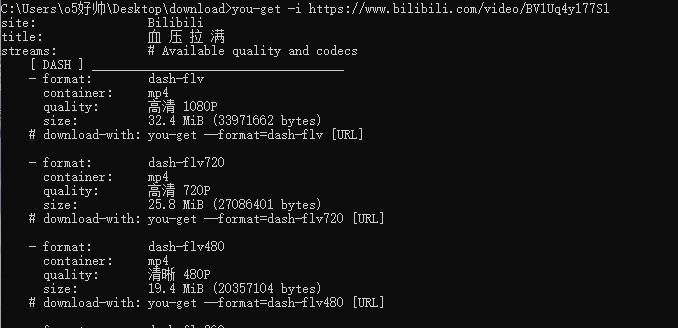 C:\Users\o5好帅\Desktop\download>you-get -i https://www.bilibili.com/video/BV1Uq4y177S1
site: Bilibili
title: 血 压 拉 满
streams: # Available quality and codecs
[ DASH ] ____________________________________
- format: dash-flv
container: mp4
quality: 高清 1080P
size: 32.4 MiB (33971662 bytes)
# download-with: you-get --format=dash-flv [URL]
- format: dash-flv720
container: mp4
quality: 高清 720P
size: 25.8 MiB (27086401 bytes)
# download-with: you-get --format=dash-flv720 [URL]
- format: dash-flv480
container: mp4
quality: 清晰 480P
size: 19.4 MiB (20357104 bytes)
# download-with: you-get --format=dash-flv480 [URL]